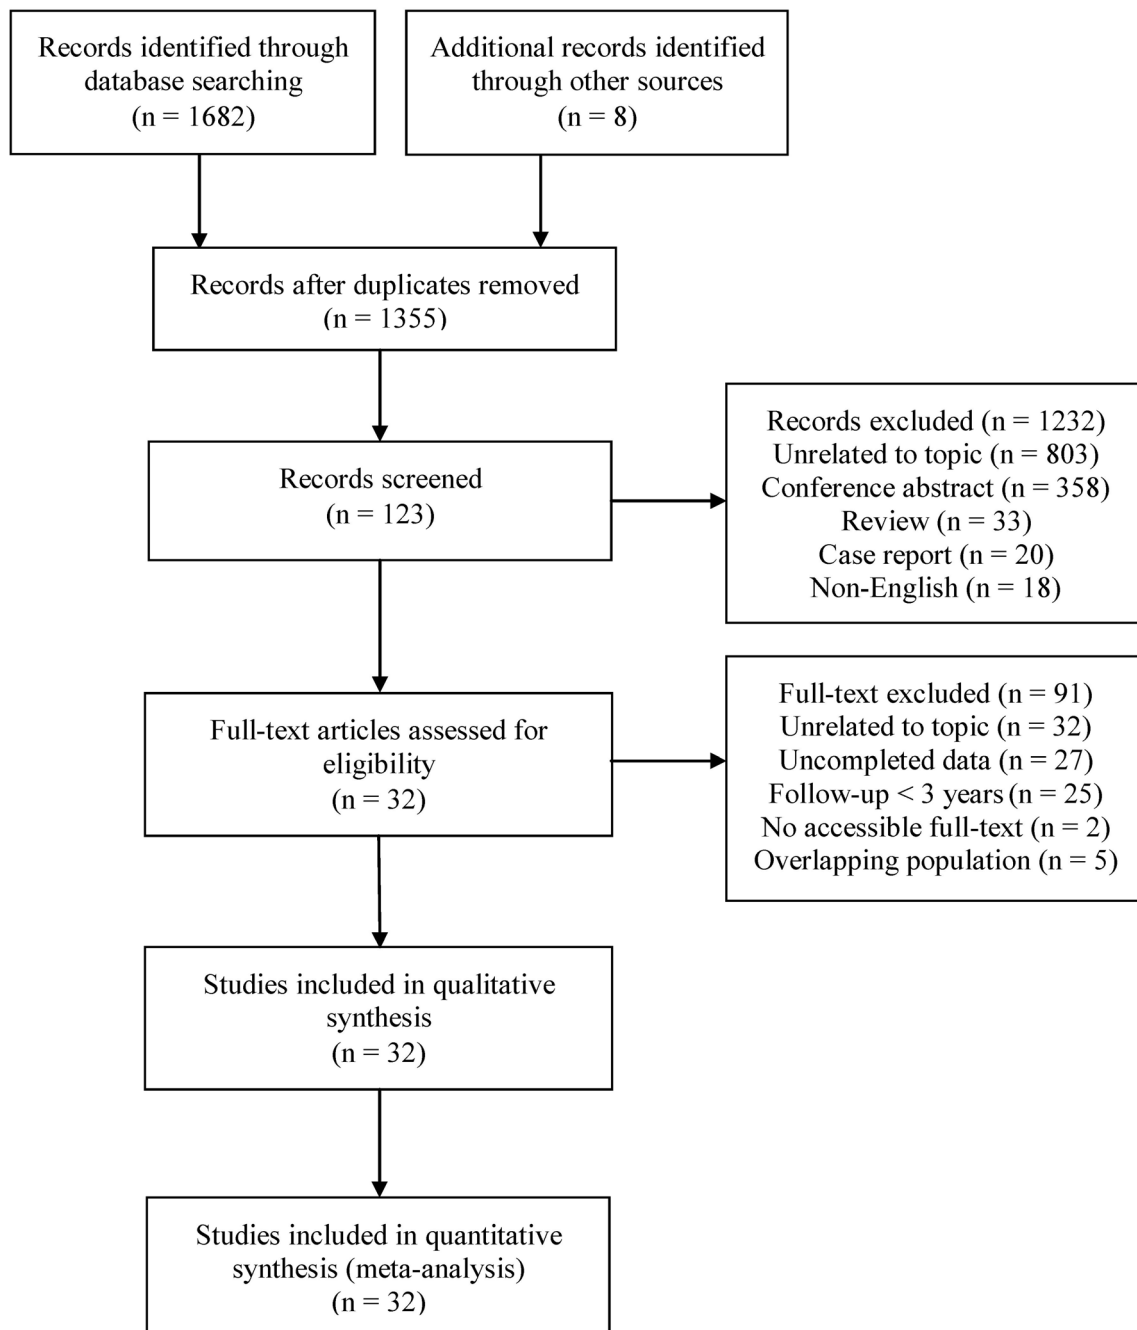 Records identified through
database searching
(n = 1682)
Additional records identified
through other sources
(n = 8)
Records after duplicates removed
(n = 1355)
Records screened
(n = 123)
Records excluded (n = 1232)
Unrelated to topic (n = 803)
Conference abstract (n = 358)
Review (n = 33)
Case report (n = 20)
Non-English (n = 18)
Full-text articles assessed for
eligibility
(n = 32)
Full-text excluded (n = 91)
Unrelated to topic (n = 32)
Uncompleted data (n = 27)
Follow-up < 3 years (n = 25)
No accessible full-text (n = 2)
Overlapping population (n = 5)
Studies included in qualitative
synthesis
(n = 32)
Studies included in quantitative
synthesis (meta-analysis)
(n = 32)